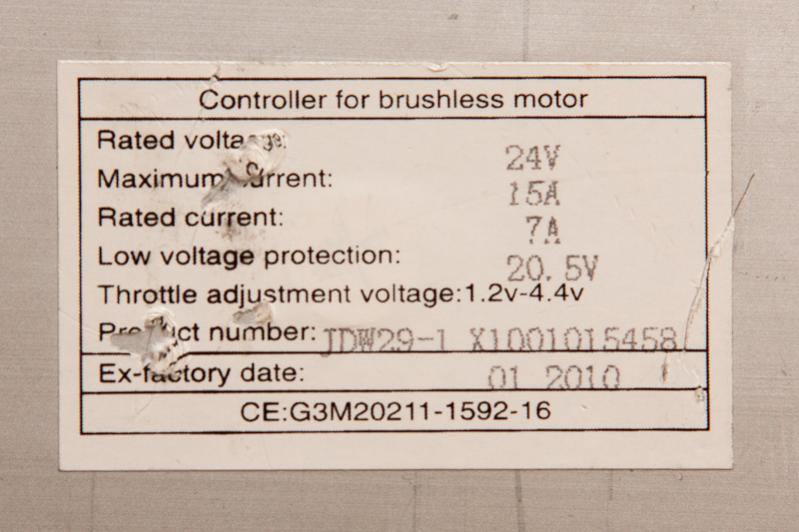 Controller for brushless motor
Rated voltage: 24V
Maximum current: 15A
Rated current: 7A
Low voltage protection: 20.5V
Throttle adjustment voltage:1.2v-4.4v
Product number: JDW29-1 X1001015458
Ex-factory date: 01 2010
CE:G3M20211-1592-16